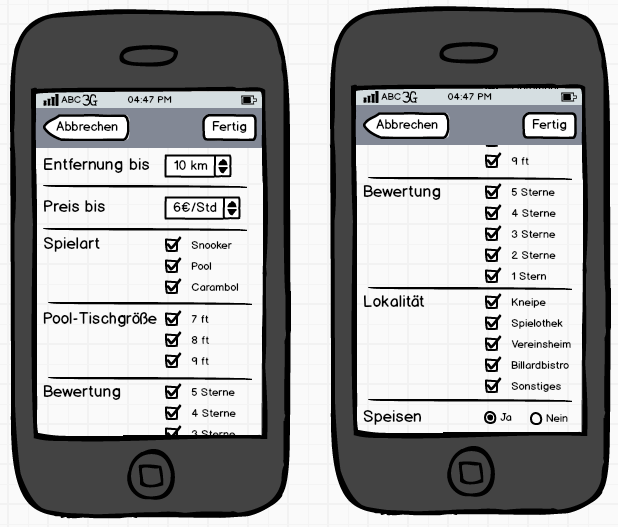 ABC 3G 04:47 PM
Abbrechen Fertig
Entfernung bis 10 km
Preis bis 6€/Std
Spielart Snooker
Pool
Carambol
Pool-Tischgröße 7 ft
8 ft
9 ft
Bewertung 5 Sterne
4 Sterne
3 Sterne
ABC 3G 04:47 PM
Abbrechen Fertig
9 ft
Bewertung 5 Sterne
4 Sterne
3 Sterne
2 Sterne
1 Stern
Lokalität Kneipe
Spielothek
Vereinsheim
Billardbistro
Sonstiges
Speisen Ja Nein